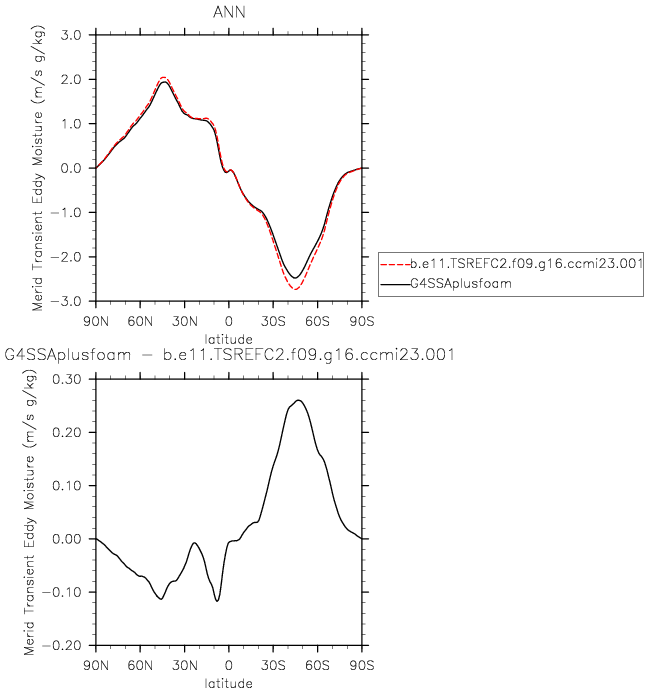 ANN
Merid Transient Eddy Moisture (m/s g/kg)
3.0
2.0
1.0
0.0
−1.0
−2.0
−3.0
90N 60N 30N 0 30S 60S 90S
latitude
b.e11.TSREFC2.f09.g16.ccmi23.001
G4SSAplusfoam
G4SSAplusfoam − b.e11.TSREFC2.f09.g16.ccmi23.001
Merid Transient Eddy Moisture (m/s g/kg)
0.30
0.20
0.10
0.00
−0.10
−0.20
90N 60N 30N 0 30S 60S 90S
latitude